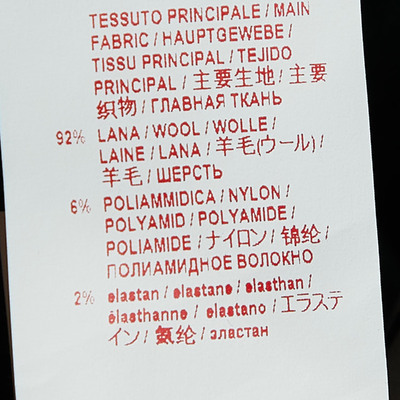 TESSUTO PRINCIPALE / MAIN
FABRIC / HAUPTGEWEBE /
TISSU PRINCIPAL / TEJIDO
PRINCIPAL / 主要生地 / 主要
织物 / ГЛАВНАЯ ТКАНЬ
92% LANA / WOOL / WOLLE /
LAINE / LANA / 羊毛(ウール) /
羊毛 / ШЕРСТЬ
6% POLIAMMIDICA / NYLON /
POLYAMID / POLYAMIDE /
POLIAMIDE / ナイロン / 锦纶 /
ПОЛИАМИДНОЕ ВОЛОКНО
2% elastan / elastane / elasthan /
élasthanne / elastano / エラステ
イン / 氨纶 / эластан